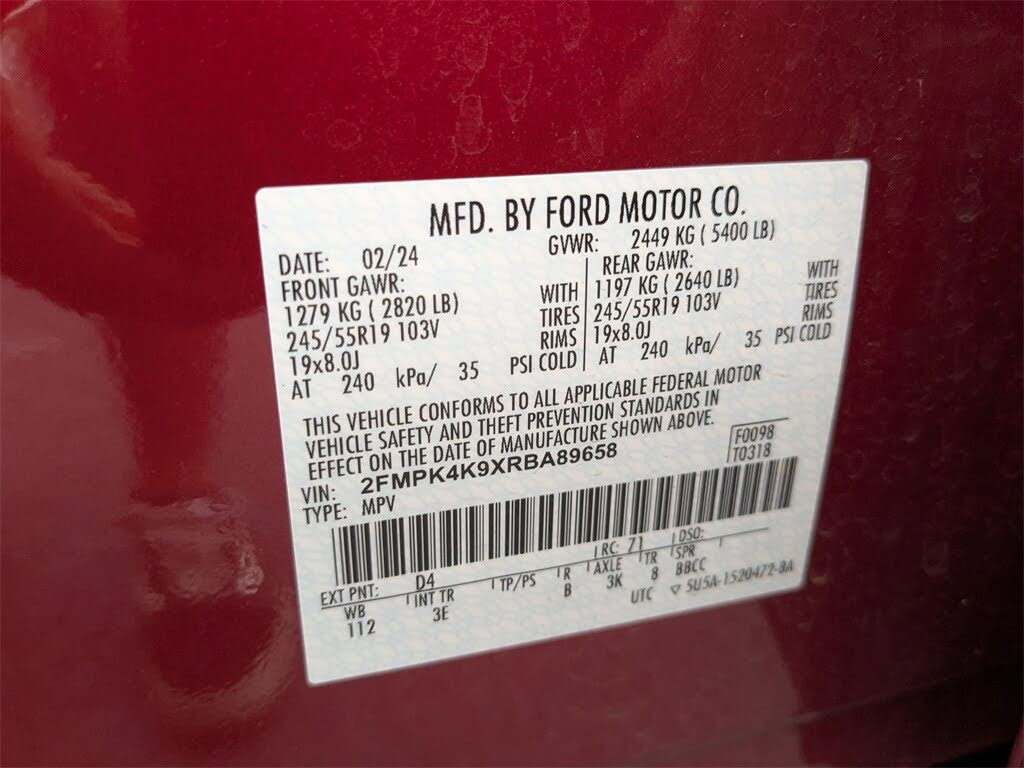 MFD. BY FORD MOTOR CO.
DATE: 02/24 GVWR: 2449 KG ( 5400 LB)
FRONT GAWR: REAR GAWR:
1279 KG ( 2820 LB) WITH 1197 KG ( 2640 LB) WITH
245/55R19 103V TIRES 245/55R19 103V TIRES
19x8.0J RIMS 19x8.0J RIMS
AT 240 kPa/ 35 PSI COLD AT 240 kPa/ 35 PSI COLD
THIS VEHICLE CONFORMS TO ALL APPLICABLE FEDERAL MOTOR
VEHICLE SAFETY AND THEFT PREVENTION STANDARDS IN
EFFECT ON THE DATE OF MANUFACTURE SHOWN ABOVE.
F0098
T0318
VIN: 2FMPK4K9XRBA89658
TYPE: MPV
EXT PNT: D4 RC: 71 DSO:
WB INT TR TP/PS R AXLE TR SPR
112 3E B 3K 8 BBCC
UTC ▽ 5U5A-1520472-BA